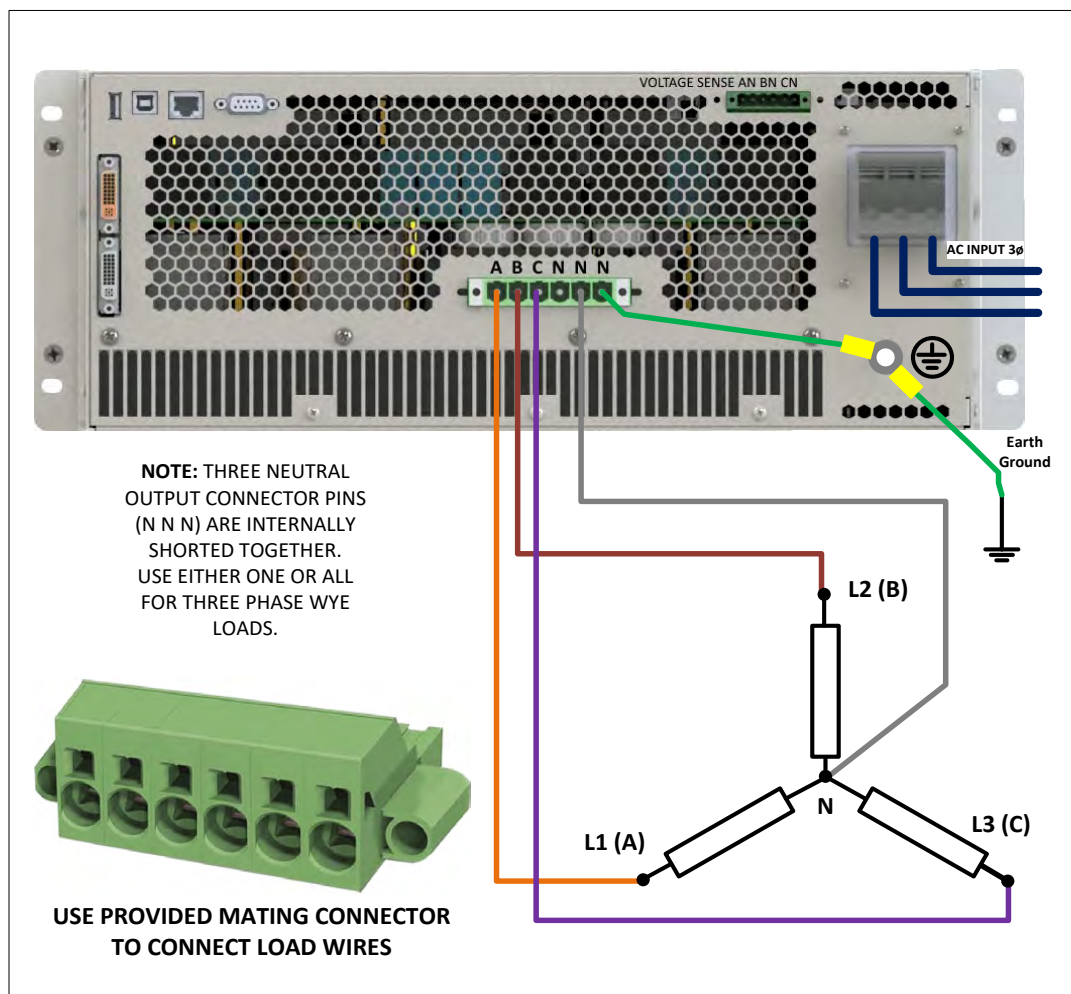 VOLTAGE SENSE AN BN CN
AC INPUT 3ø
A B C N N N
Earth
Ground
NOTE: THREE NEUTRAL
OUTPUT CONNECTOR PINS
(N N N) ARE INTERNALLY
SHORTED TOGETHER.
USE EITHER ONE OR ALL
FOR THREE PHASE WYE
LOADS.
L2 (B)
N
L1 (A)
L3 (C)
USE PROVIDED MATING CONNECTOR
TO CONNECT LOAD WIRES